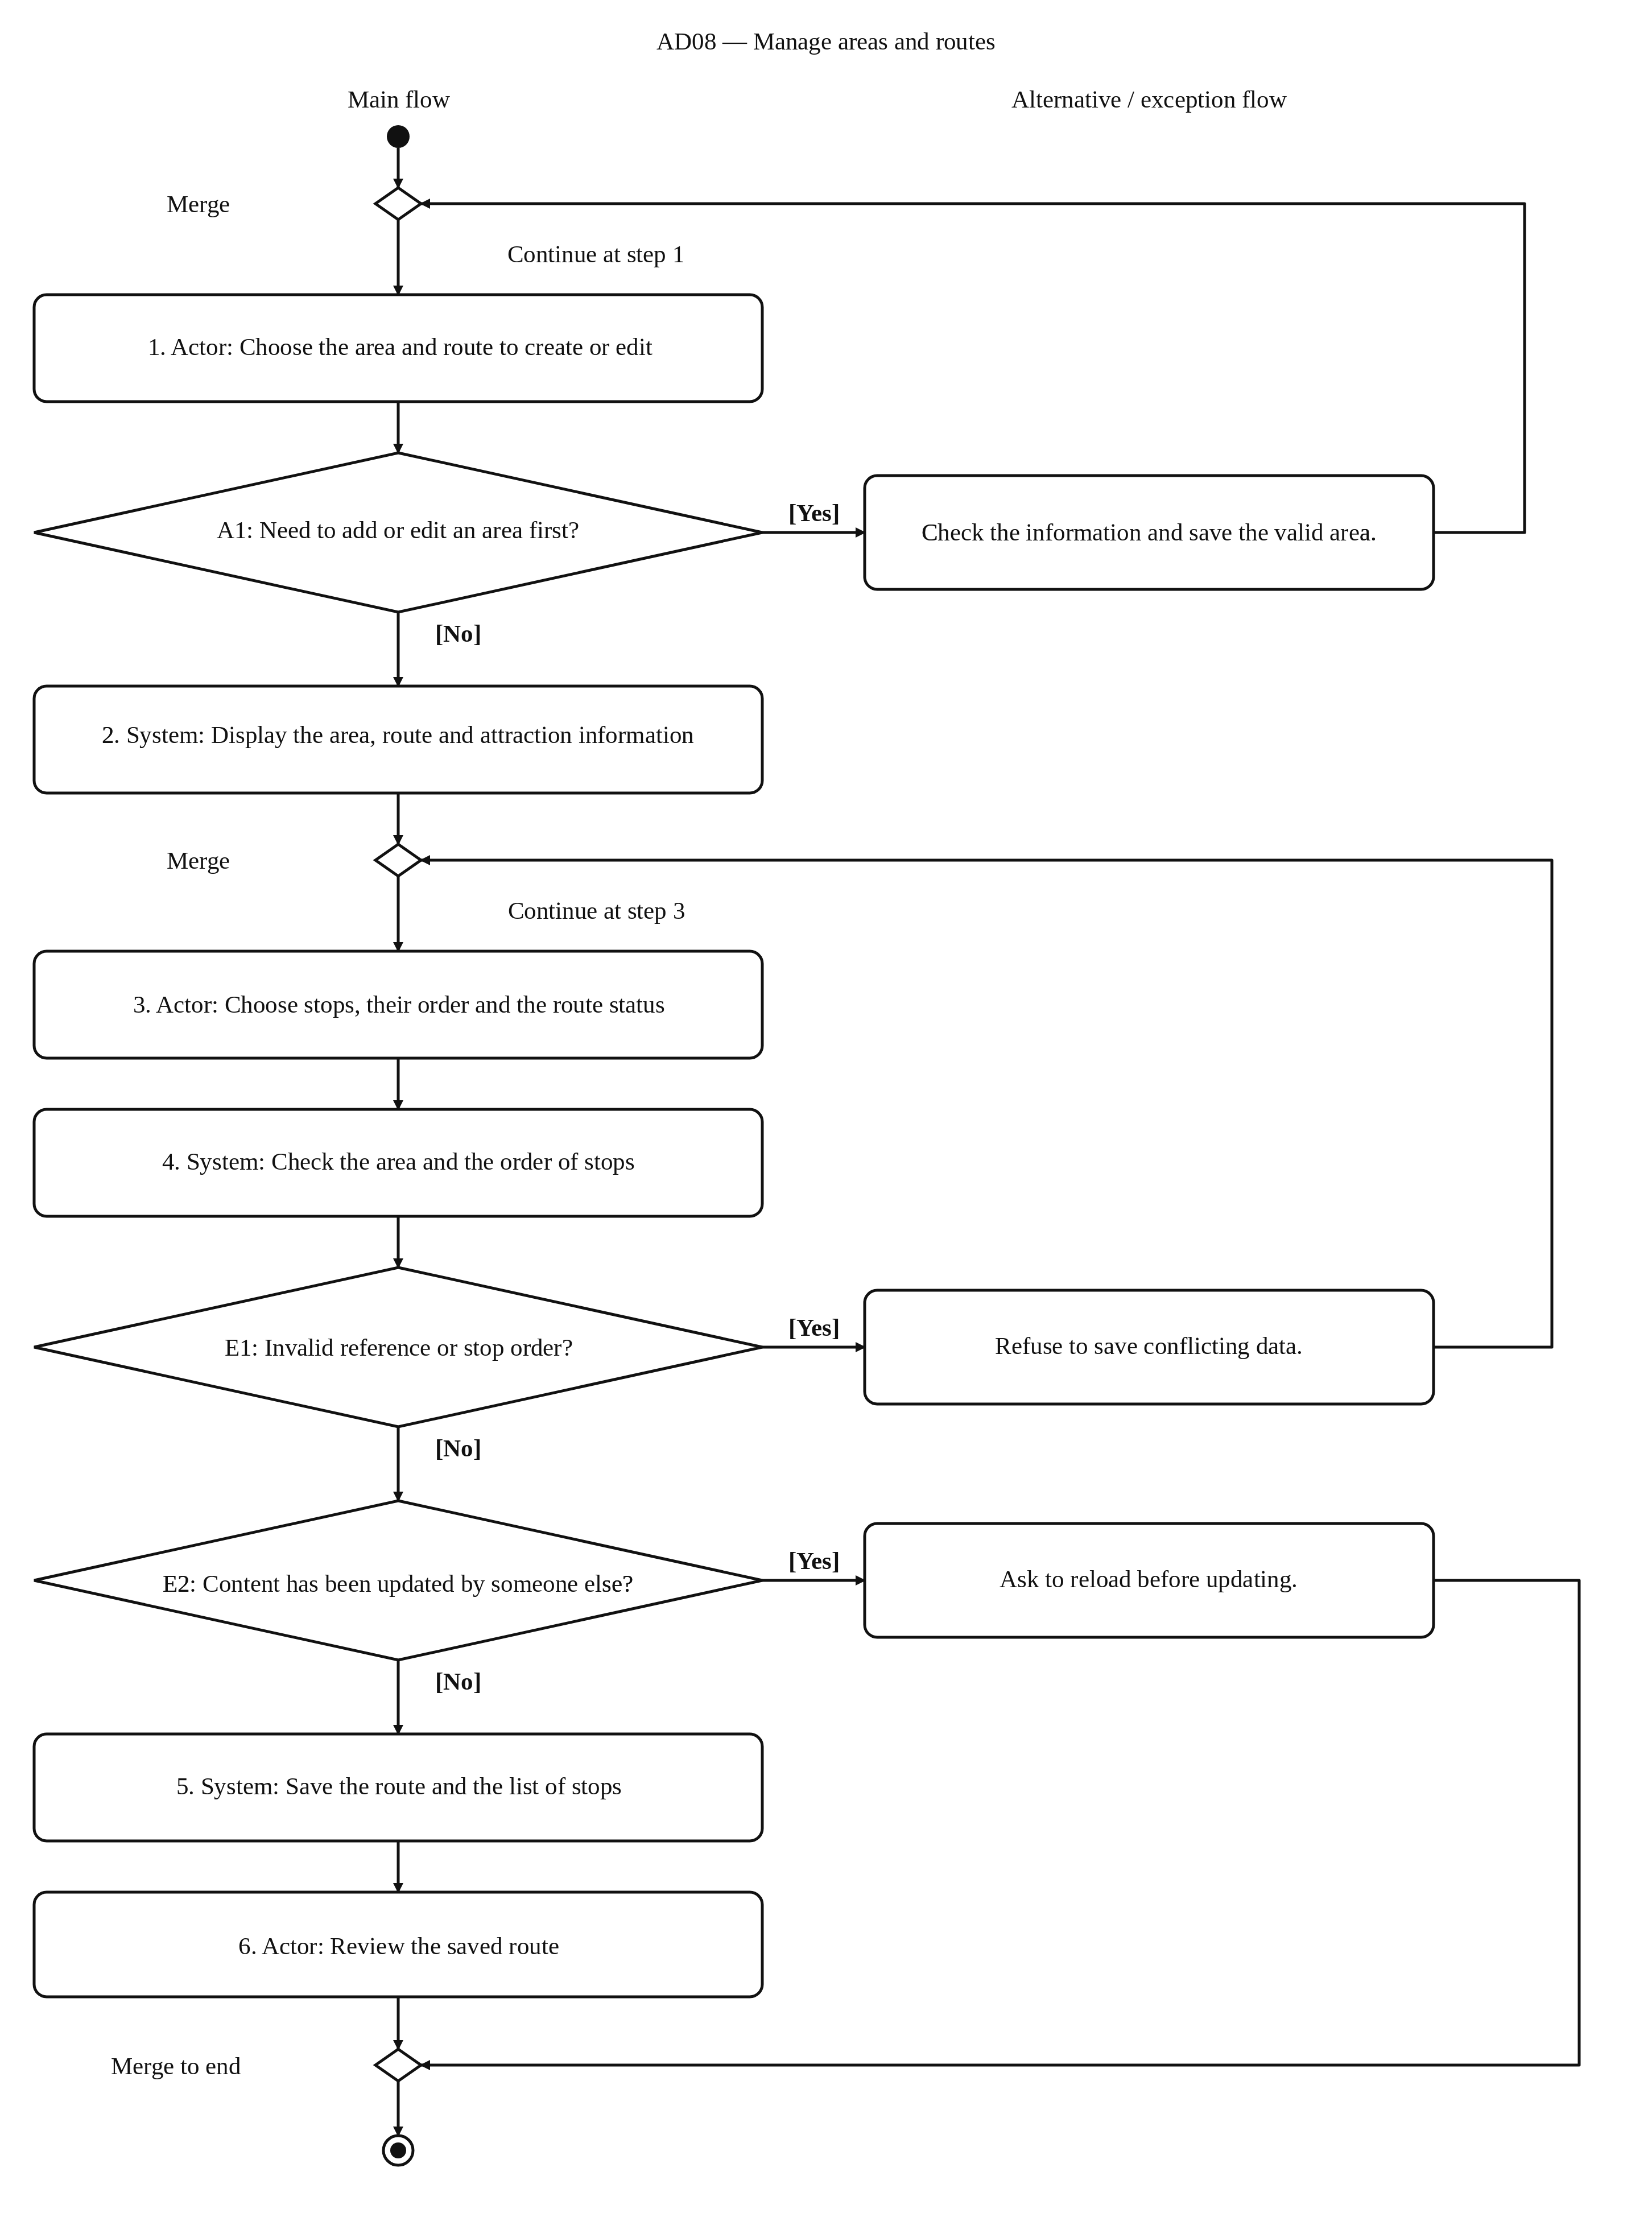 AD08 — Manage areas and routes
Main flow
Alternative / exception flow
Merge
Continue at step 1
1. Actor: Choose the area and route to create or edit
A1: Need to add or edit an area first?
[Yes]
Check the information and save the valid area.
[No]
2. System: Display the area, route and attraction information
Merge
Continue at step 3
3. Actor: Choose stops, their order and the route status
4. System: Check the area and the order of stops
E1: Invalid reference or stop order?
[Yes]
Refuse to save conflicting data.
[No]
E2: Content has been updated by someone else?
[Yes]
Ask to reload before updating.
[No]
5. System: Save the route and the list of stops
6. Actor: Review the saved route
Merge to end